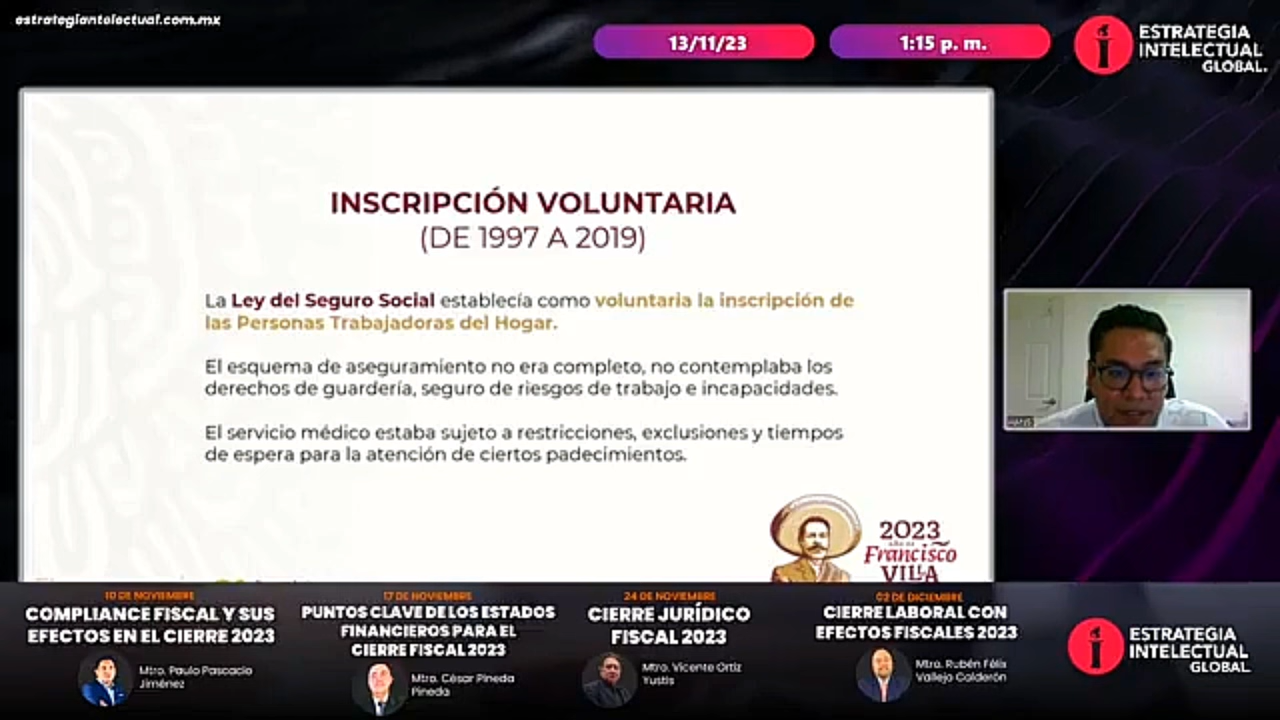 estrategiaintelectual.com.mx
13/11/23
1:15 p. m.
ESTRATEGIA
INTELECTUAL
GLOBAL.
INSCRIPCIÓN VOLUNTARIA
(DE 1997 A 2019)
La Ley del Seguro Social establecía como voluntaria la inscripción de
las Personas Trabajadoras del Hogar.
El esquema de aseguramiento no era completo, no contemplaba los
derechos de guardería, seguro de riesgos de trabajo e incapacidades.
El servicio médico estaba sujeto a restricciones, exclusiones y tiempos
de espera para la atención de ciertos padecimientos.
2023
Francisco
VILLA
10 DE NOVIEMBRE
COMPLIANCE FISCAL Y SUS
EFECTOS EN EL CIERRE 2023
Mtro. Paulo Pascacio
Jiménez
17 DE NOVIEMBRE
PUNTOS CLAVE DE LOS ESTADOS
FINANCIEROS PARA EL
CIERRE FISCAL 2023
Mtro. César Pineda
Pineda
24 DE NOVIEMBRE
CIERRE JURÍDICO
FISCAL 2023
Mtro. Vicente Ortiz
Yustis
02 DE DICIEMBRE
CIERRE LABORAL CON
EFECTOS FISCALES 2023
Mtro. Rubén Félix
Vallejo Calderón
ESTRATEGIA
INTELECTUAL
GLOBAL.